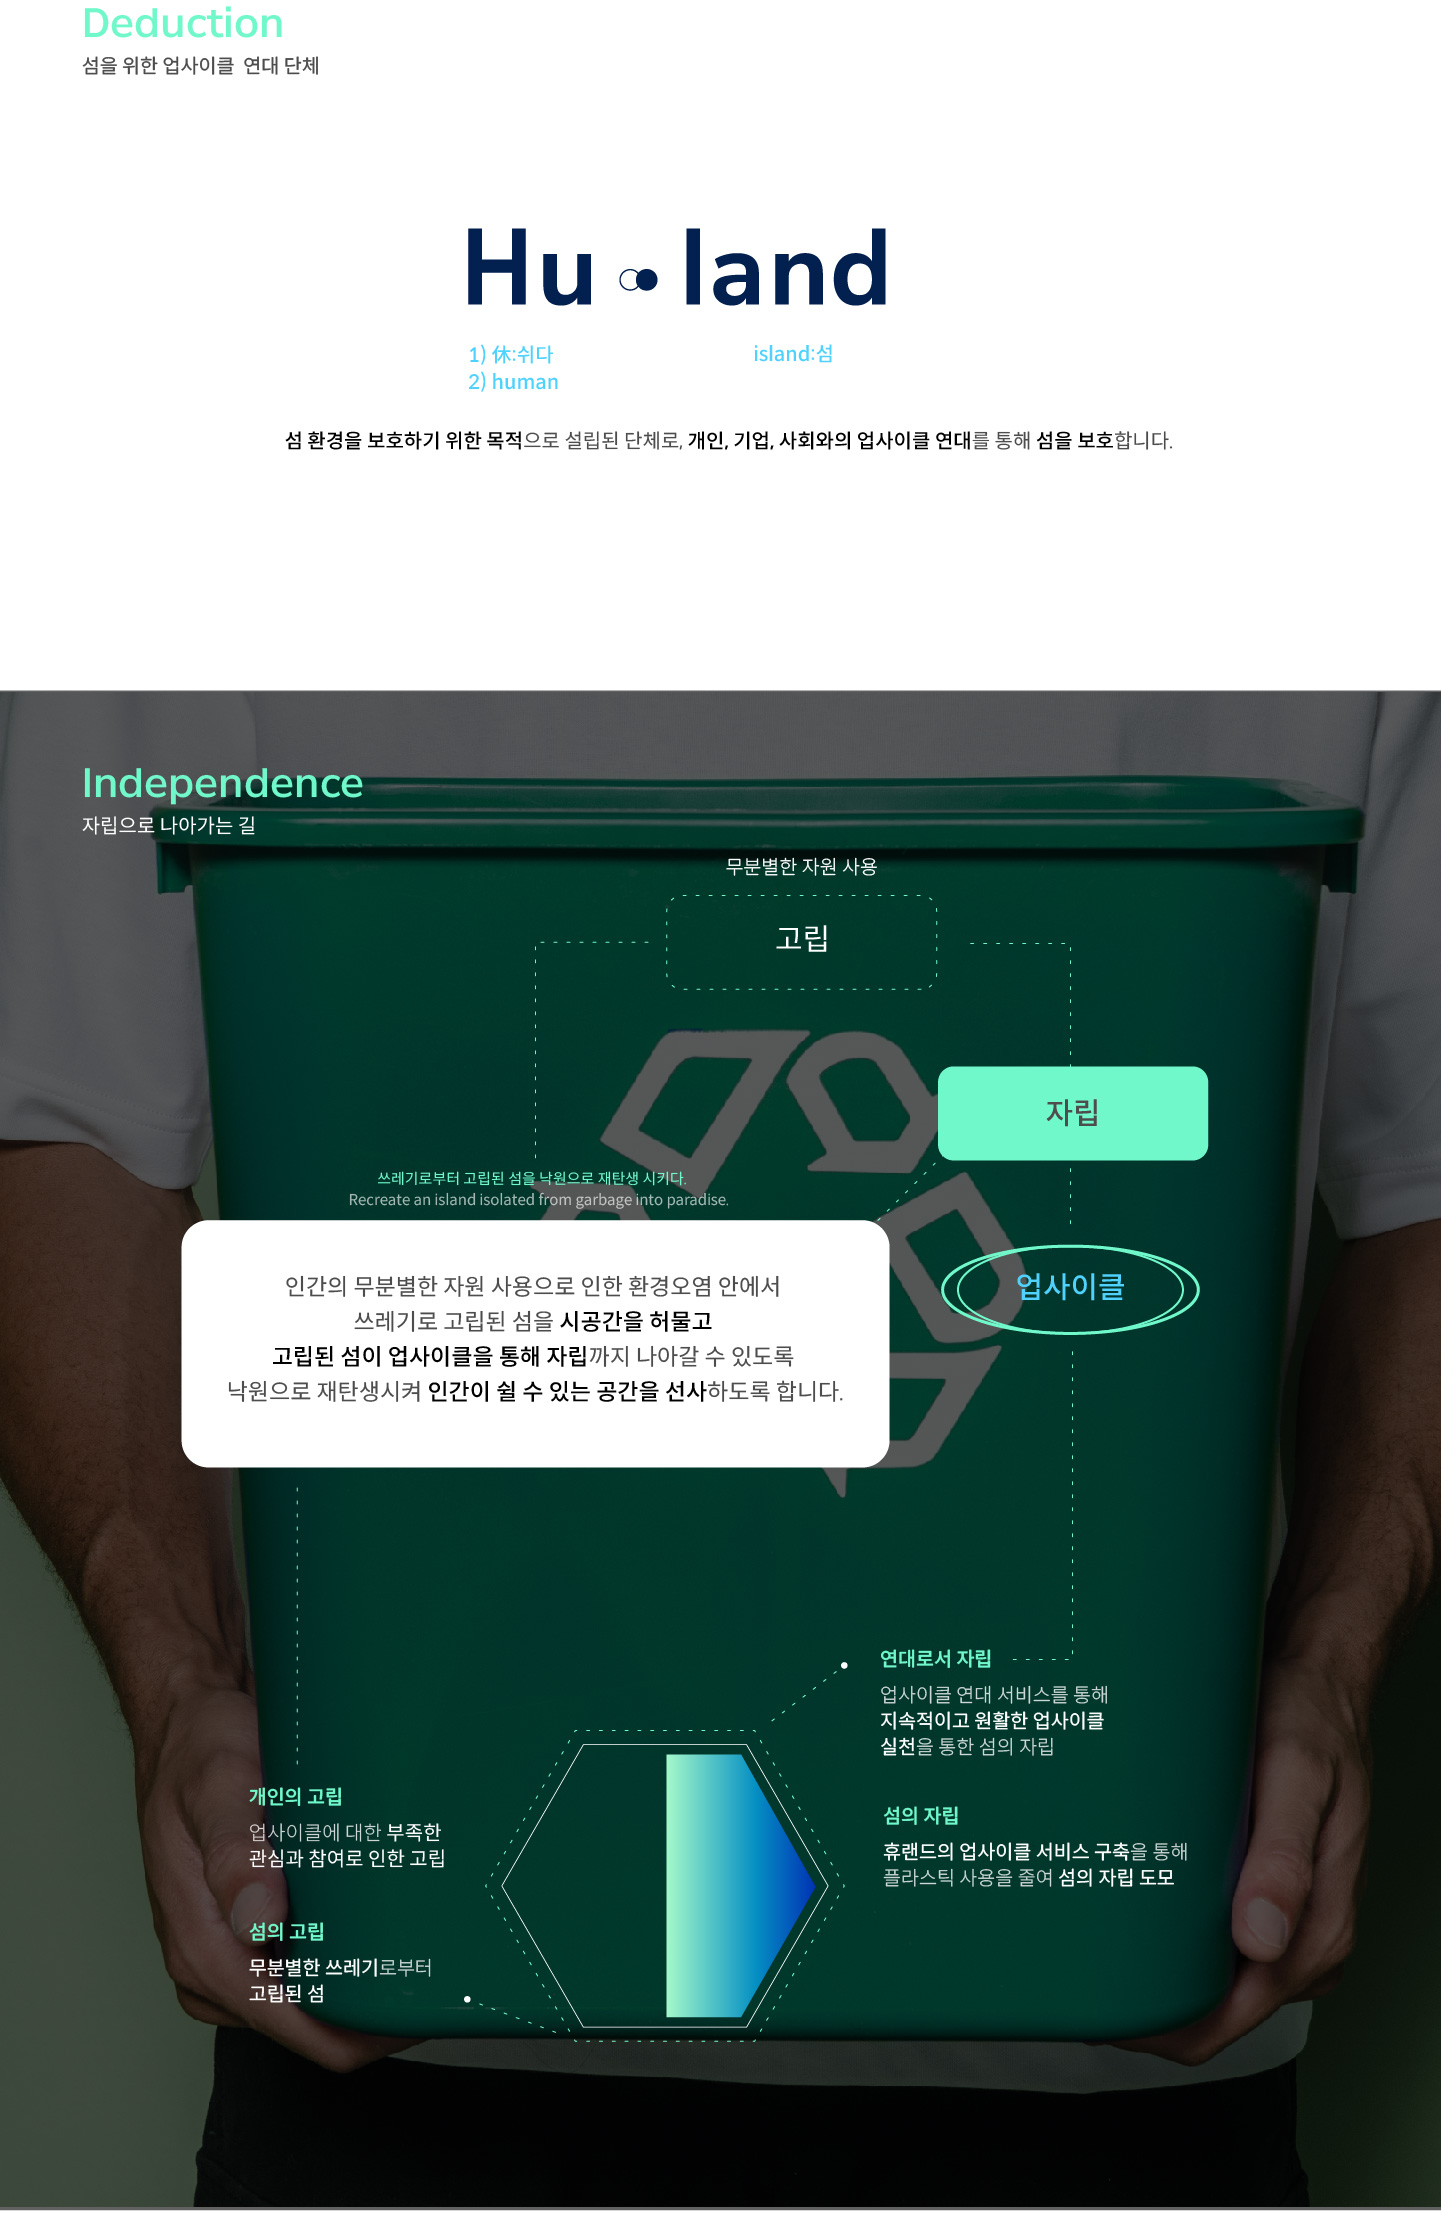 Deduction
섬을 위한 업사이클 연대 단체
Hu land
1) 休:쉬다
2) human
island:섬
섬 환경을 보호하기 위한 목적으로 설립된 단체로, 개인, 기업, 사회와의 업사이클 연대를 통해 섬을 보호합니다.
Independence
자립으로 나아가는 길
무분별한 자원 사용
고립
자립
쓰레기로부터 고립된 섬을 낙원으로 재탄생 시키다.
Recreate an island isolated from garbage into paradise.
인간의 무분별한 자원 사용으로 인한 환경오염 안에서
쓰레기로 고립된 섬을 시공간을 허물고
고립된 섬이 업사이클을 통해 자립까지 나아갈 수 있도록
낙원으로 재탄생시켜 인간이 쉴 수 있는 공간을 선사하도록 합니다.
업사이클
연대로서 자립
업사이클 연대 서비스를 통해
지속적이고 원활한 업사이클
실천을 통한 섬의 자립
개인의 고립
업사이클에 대한 부족한
관심과 참여로 인한 고립
섬의 자립
휴랜드의 업사이클 서비스 구축을 통해
플라스틱 사용을 줄여 섬의 자립 도모
섬의 고립
무분별한 쓰레기로부터
고립된 섬